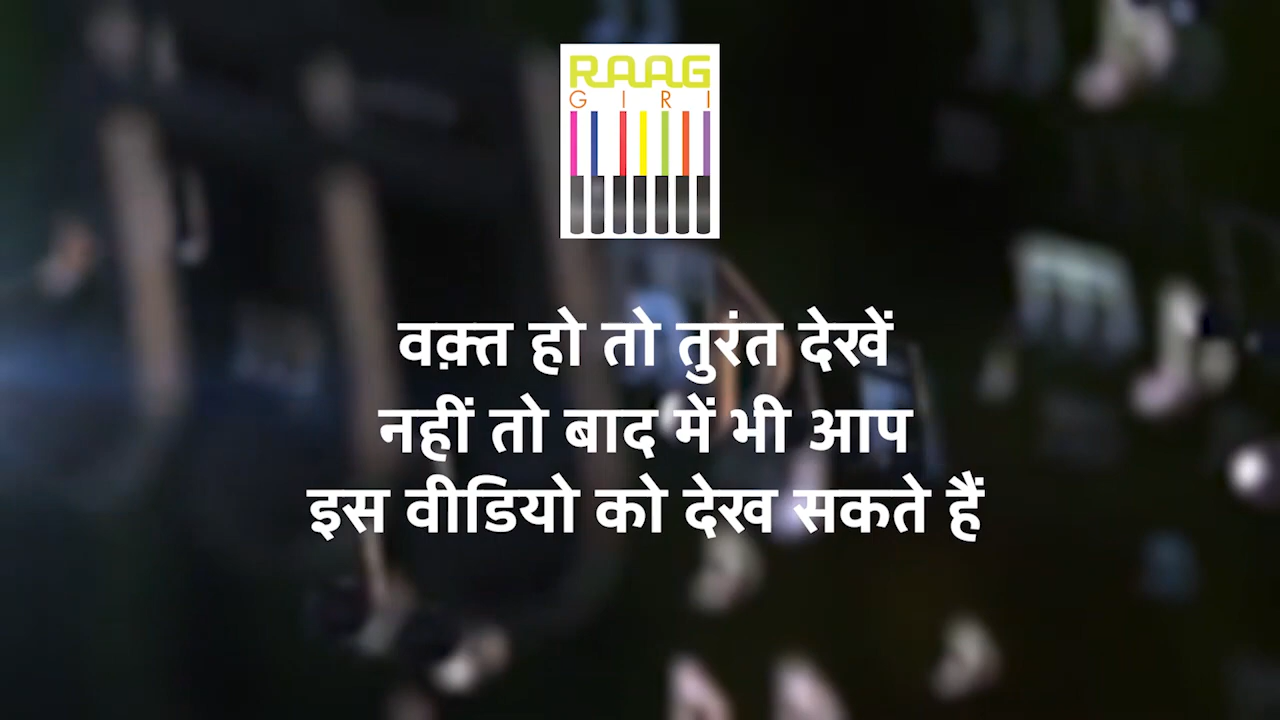 RAAG
GIRI
वक़्त हो तो तुरंत देखें
नहीं तो बाद में भी आप
इस वीडियो को देख सकते हैं